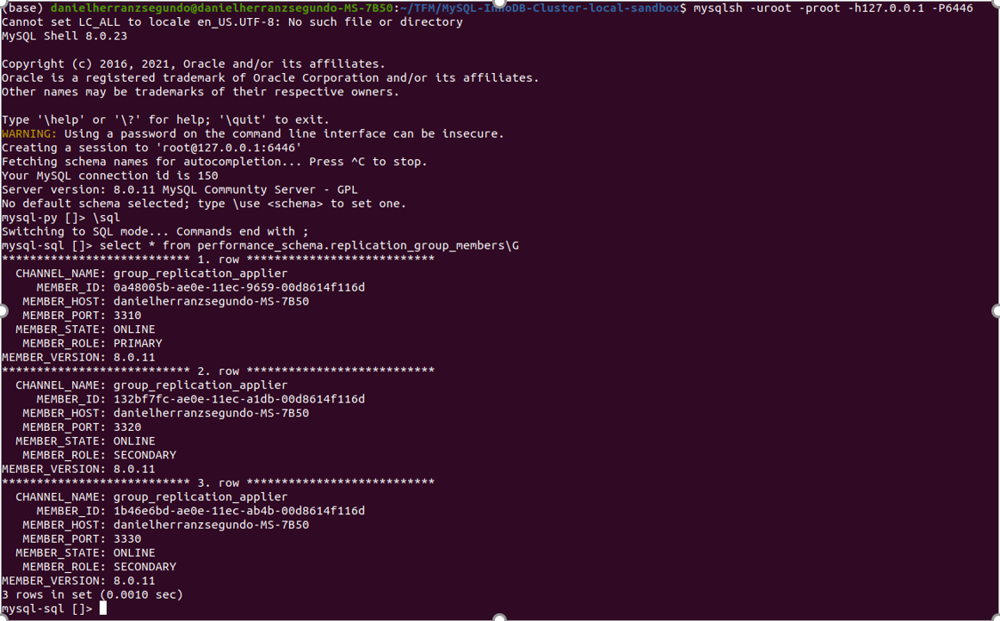 (base) danielherranzsegundo@danielherranzsegundo-MS-7B50:~/TFM/MySQL-InnoDB-Cluster-local-sandbox$ mysqlsh -uroot -proot -h127.0.0.1 -P6446
Cannot set LC_ALL to locale en_US.UTF-8: No such file or directory
MySQL Shell 8.0.23
Copyright (c) 2016, 2021, Oracle and/or its affiliates.
Oracle is a registered trademark of Oracle Corporation and/or its affiliates.
Other names may be trademarks of their respective owners.
Type '\help' or '\?' for help; '\quit' to exit.
WARNING: Using a password on the command line interface can be insecure.
Creating a session to 'root@127.0.0.1:6446'
Fetching schema names for autocompletion... Press ^C to stop.
Your MySQL connection id is 150
Server version: 8.0.11 MySQL Community Server - GPL
No default schema selected; type \use <schema> to set one.
mysql-py []> \sql
Switching to SQL mode... Commands end with ;
mysql-sql []> select * from performance_schema.replication_group_members\G
*************************** 1. row ***************************
CHANNEL_NAME: group_replication_applier
MEMBER_ID: 0a48005b-ae0e-11ec-9659-00d8614f116d
MEMBER_HOST: danielherranzsegundo-MS-7B50
MEMBER_PORT: 3310
MEMBER_STATE: ONLINE
MEMBER_ROLE: PRIMARY
MEMBER_VERSION: 8.0.11
*************************** 2. row ***************************
CHANNEL_NAME: group_replication_applier
MEMBER_ID: 132bf7fc-ae0e-11ec-a1db-00d8614f116d
MEMBER_HOST: danielherranzsegundo-MS-7B50
MEMBER_PORT: 3320
MEMBER_STATE: ONLINE
MEMBER_ROLE: SECONDARY
MEMBER_VERSION: 8.0.11
*************************** 3. row ***************************
CHANNEL_NAME: group_replication_applier
MEMBER_ID: 1b46e6bd-ae0e-11ec-ab4b-00d8614f116d
MEMBER_HOST: danielherranzsegundo-MS-7B50
MEMBER_PORT: 3330
MEMBER_STATE: ONLINE
MEMBER_ROLE: SECONDARY
MEMBER_VERSION: 8.0.11
3 rows in set (0.0010 sec)
mysql-sql []>